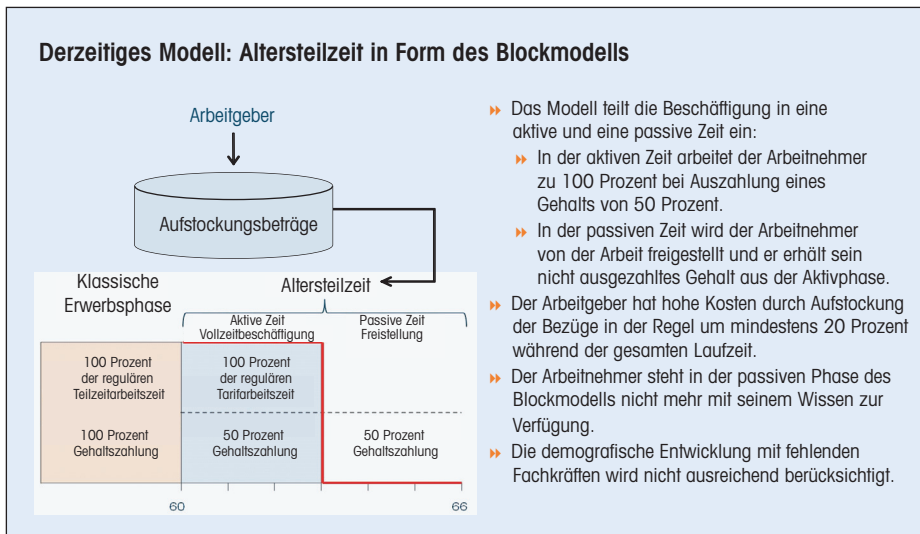 Derzeitiges Modell: Altersteilzeit in Form des Blockmodells
Arbeitgeber
Aufstockungsbeträge
Klassische
Erwerbsphase
Altersteilzeit
Aktive Zeit
Vollzeitbeschäftigung
Passive Zeit
Freistellung
100 Prozent
der regulären
Teilzeitarbeitszeit
100 Prozent
der regulären
Tarifarbeitszeit
100 Prozent
Gehaltszahlung
50 Prozent
Gehaltszahlung
50 Prozent
Gehaltszahlung
60
66
Das Modell teilt die Beschäftigung in eine
aktive und eine passive Zeit ein:
In der aktiven Zeit arbeitet der Arbeitnehmer
zu 100 Prozent bei Auszahlung eines
Gehalts von 50 Prozent.
In der passiven Zeit wird der Arbeitnehmer
von der Arbeit freigestellt und er erhält sein
nicht ausgezahltes Gehalt aus der Aktivphase.
Der Arbeitgeber hat hohe Kosten durch Aufstockung
der Bezüge in der Regel um mindestens 20 Prozent
während der gesamten Laufzeit.
Der Arbeitnehmer steht in der passiven Phase des
Blockmodells nicht mehr mit seinem Wissen zur
Verfügung.
Die demografische Entwicklung mit fehlenden
Fachkräften wird nicht ausreichend berücksichtigt.